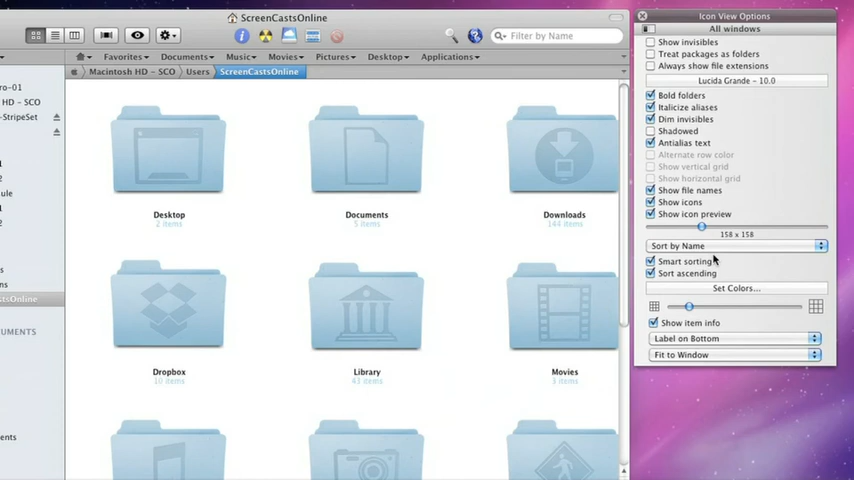 ScreenCastsOnline
Icon View Options
All windows
Filter by Name
Favorites Documents Music Movies Pictures Desktop Applications
Macintosh HD - SCO Users ScreenCastsOnline
ro-01
HD - SCO
-StripeSet
1
2
ule
1
2
s
ns
astsOnline
UMENTS
ents
Desktop
2 items
Documents
Downloads
144 items
Dropbox
10 items
Library
43 items
Movies
3 items
Show invisibles
Treat packages as folders
Always show file extensions
Lucida Grande - 10.0
Bold folders
Italicize aliases
Dim invisibles
Shadowed
Antialias text
Alternate row color
Show vertical grid
Show horizontal grid
Show file names
Show icons
Show icon preview
158 x 158
Sort by Name
Smart sorting
Sort ascending
Set Colors...
Show item info
Label on Bottom
Fit to Window